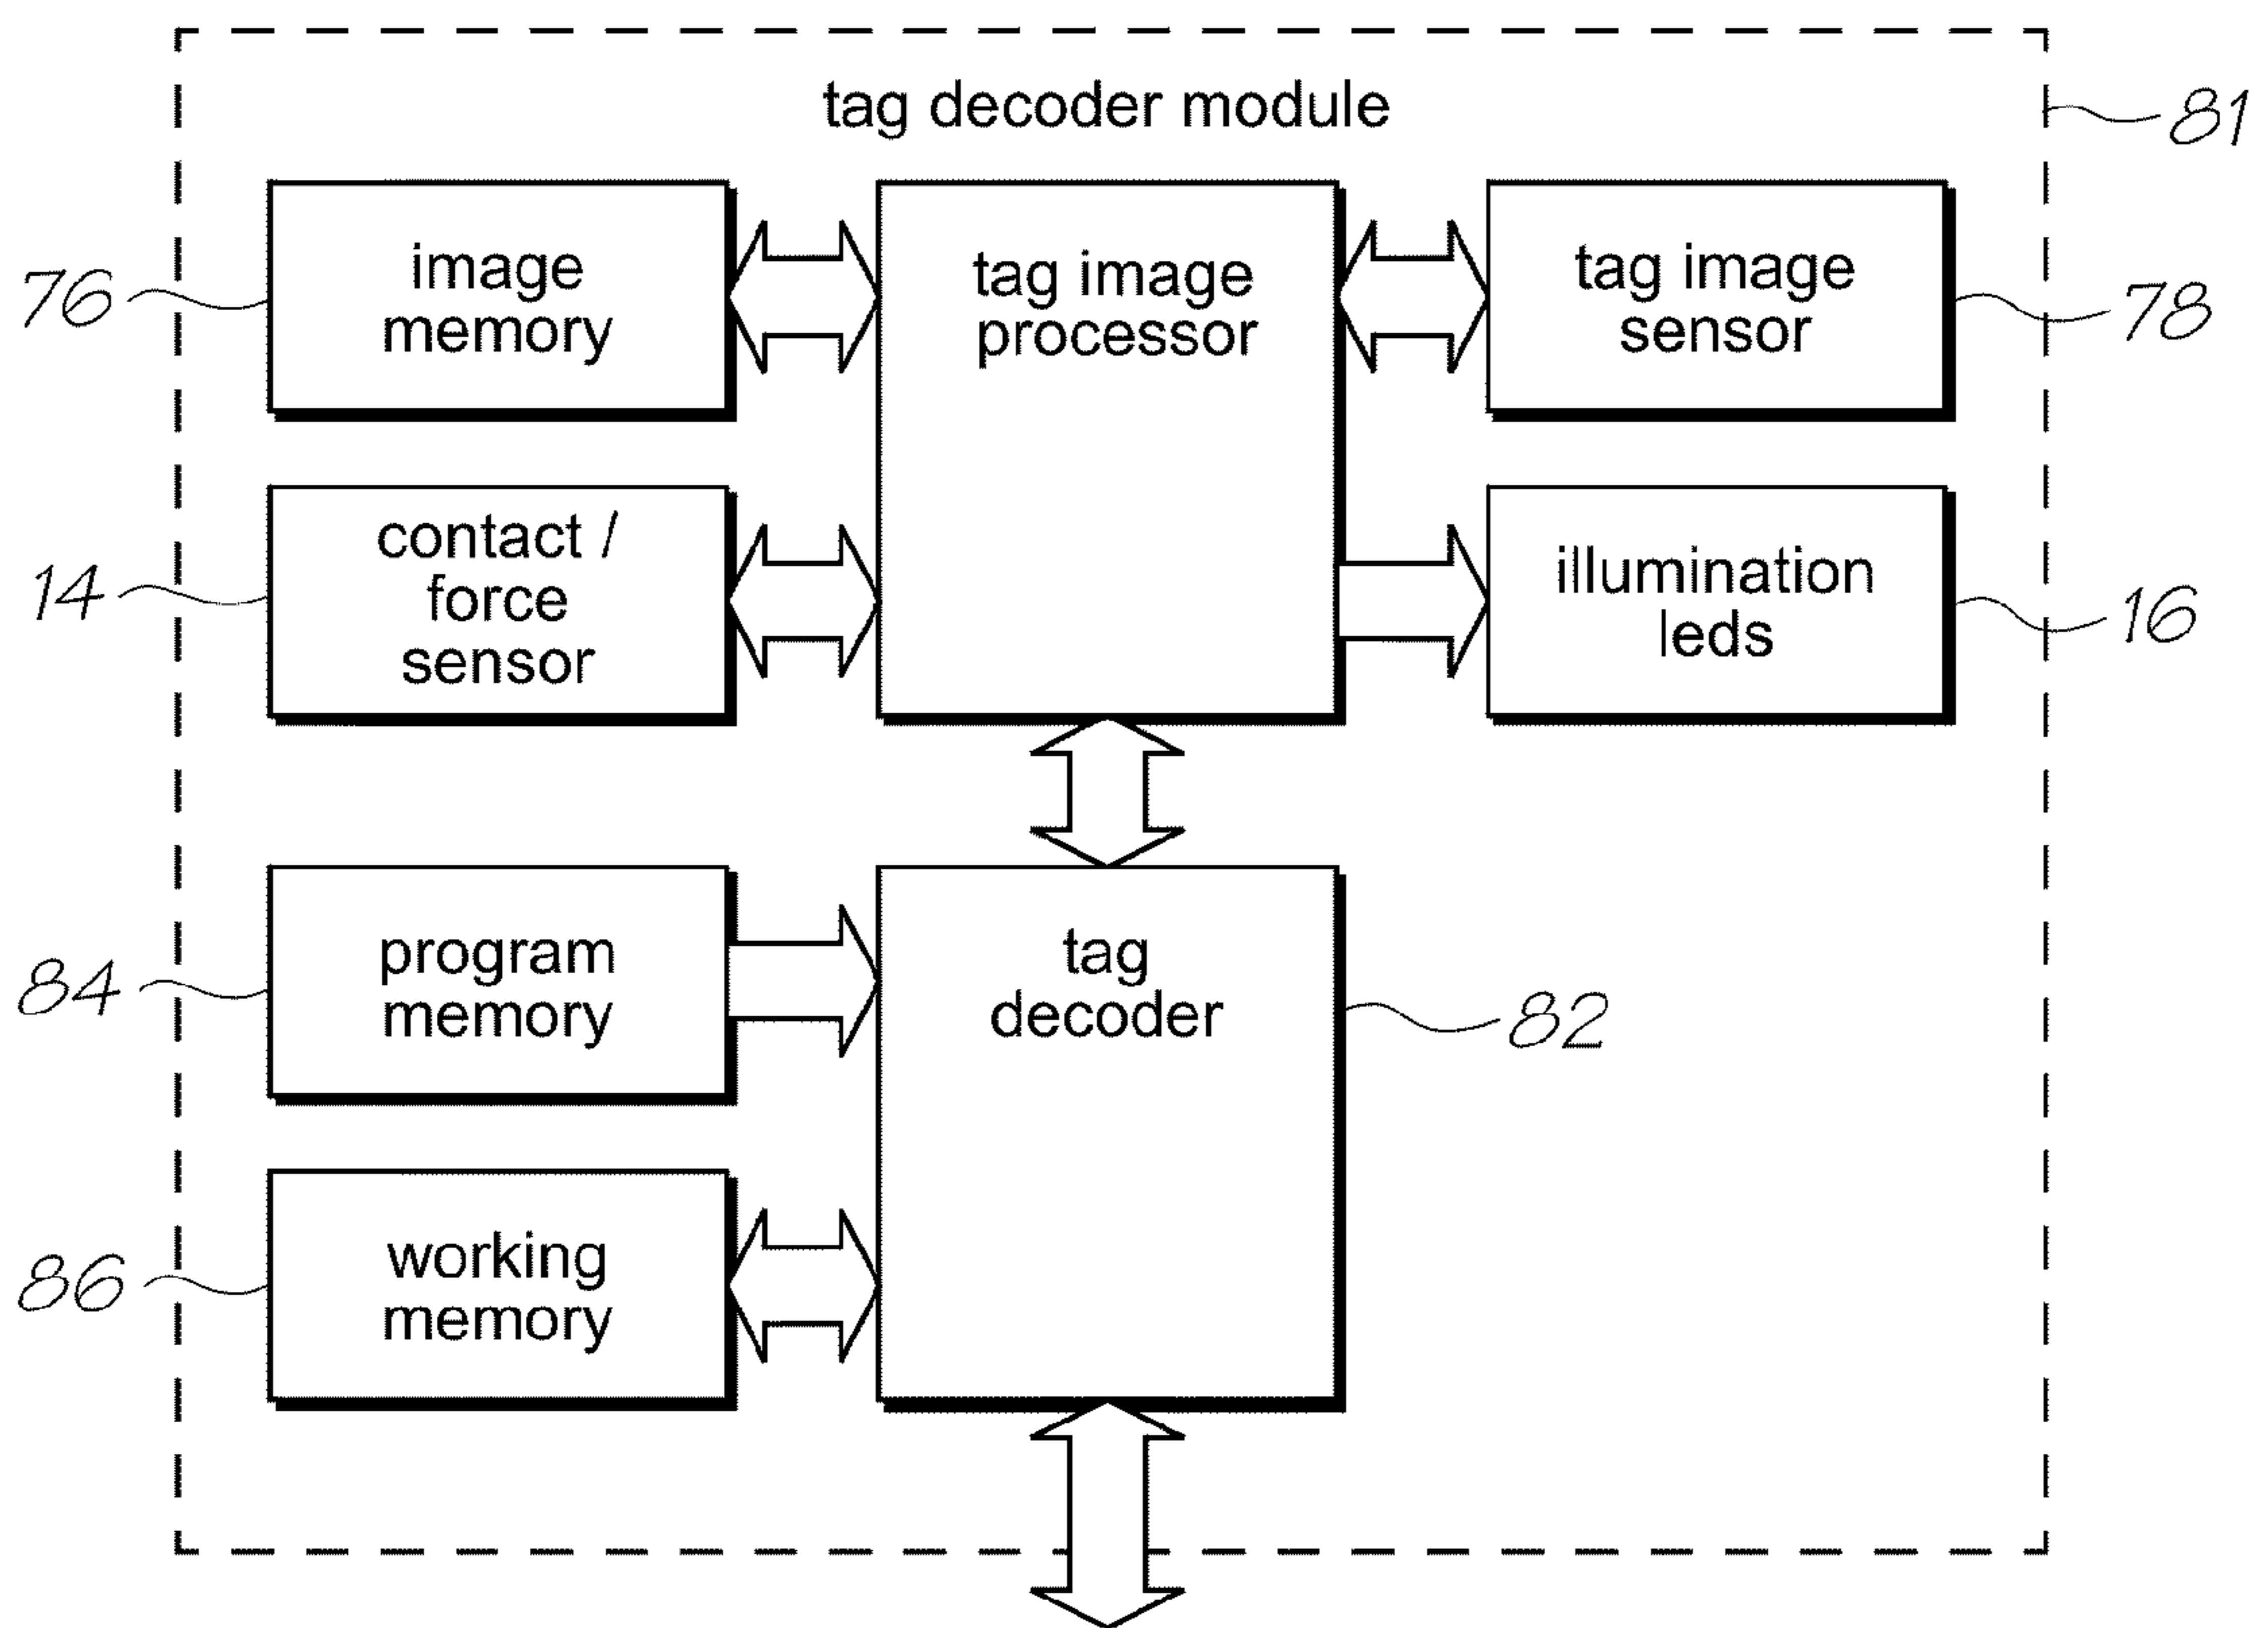 tag decoder module
81
image
memory
76
tag image
processor
tag image
sensor
78
contact /
force
sensor
14
illumination
leds
16
program
memory
84
tag
decoder
82
working
memory
86